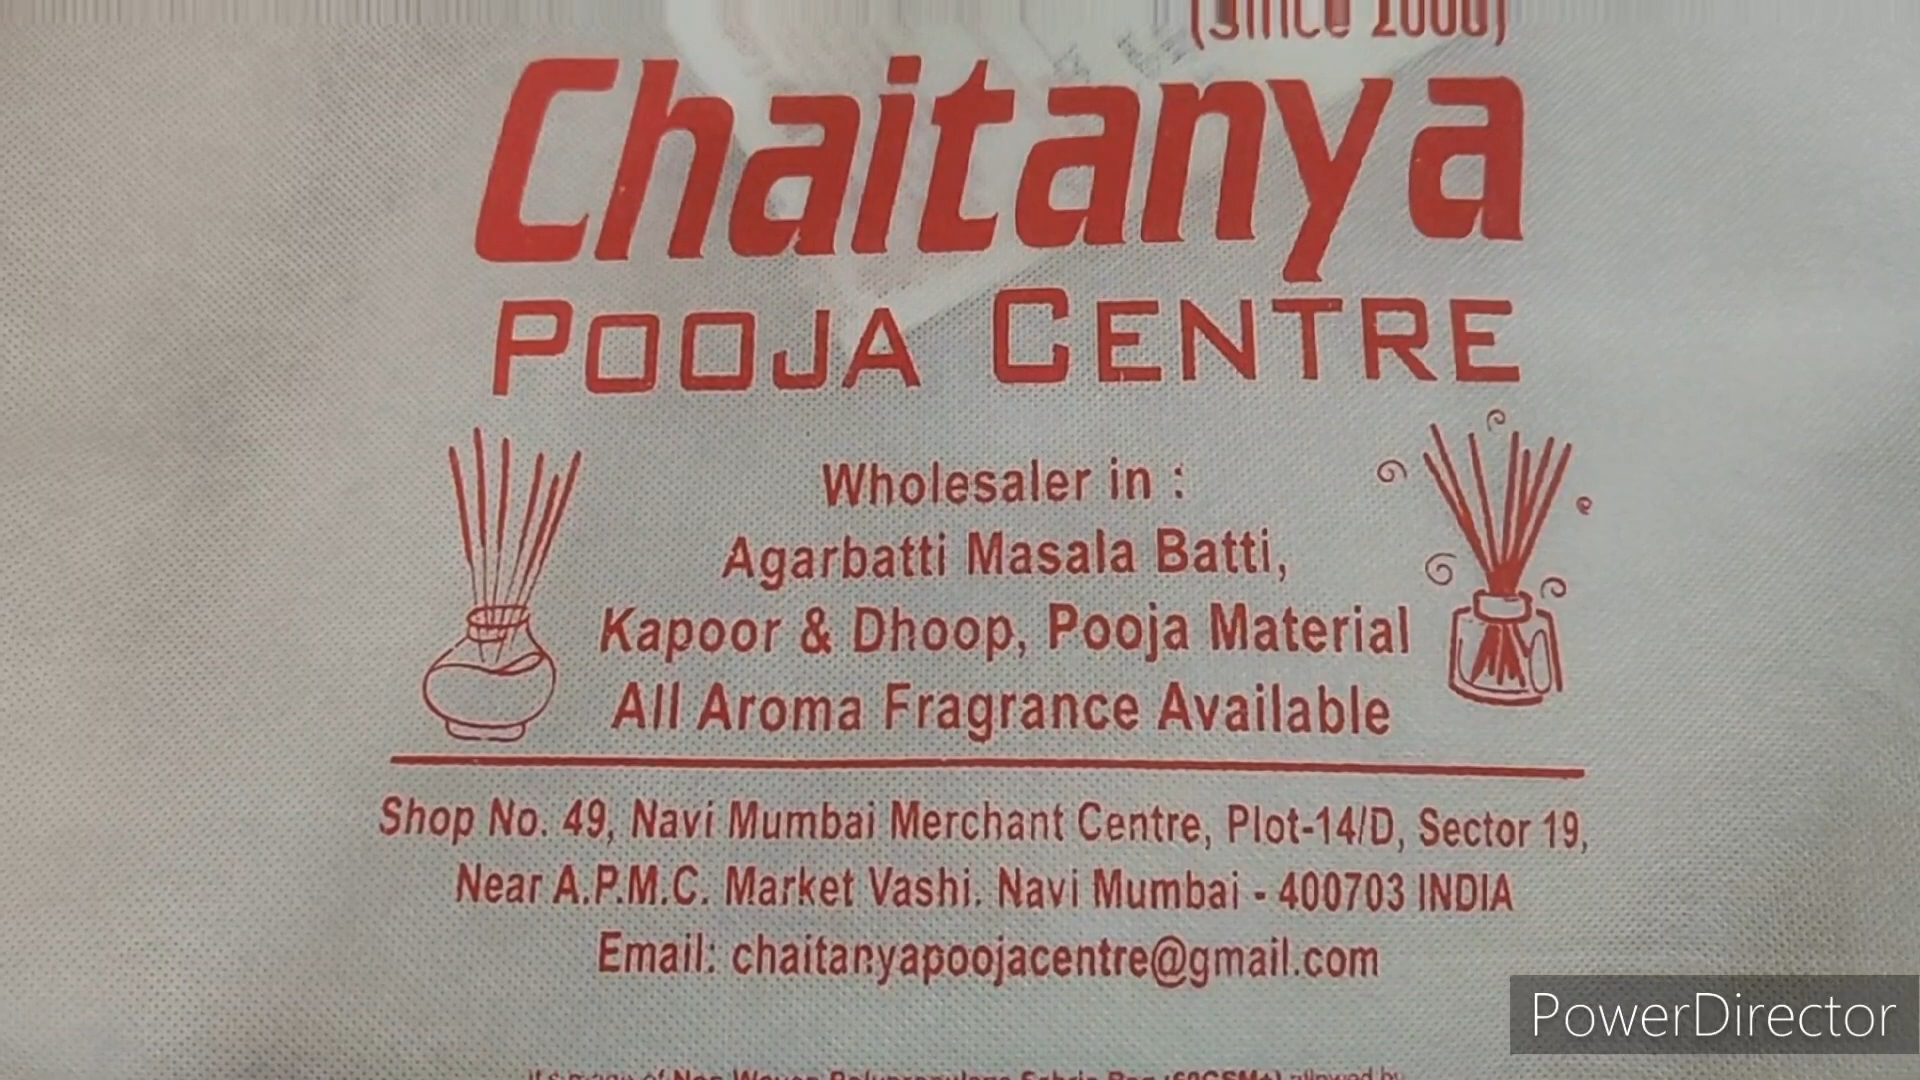 (Since 2000)
Chaitanya
POOJA CENTRE
Wholesaler in :
Agarbatti Masala Batti,
Kapoor & Dhoop, Pooja Material
All Aroma Fragrance Available
Shop No. 49, Navi Mumbai Merchant Centre, Plot-14/D, Sector 19,
Near A.P.M.C. Market Vashi. Navi Mumbai - 400703 INDIA
Email: chaitanyapoojacentre@gmail.com
PowerDirector